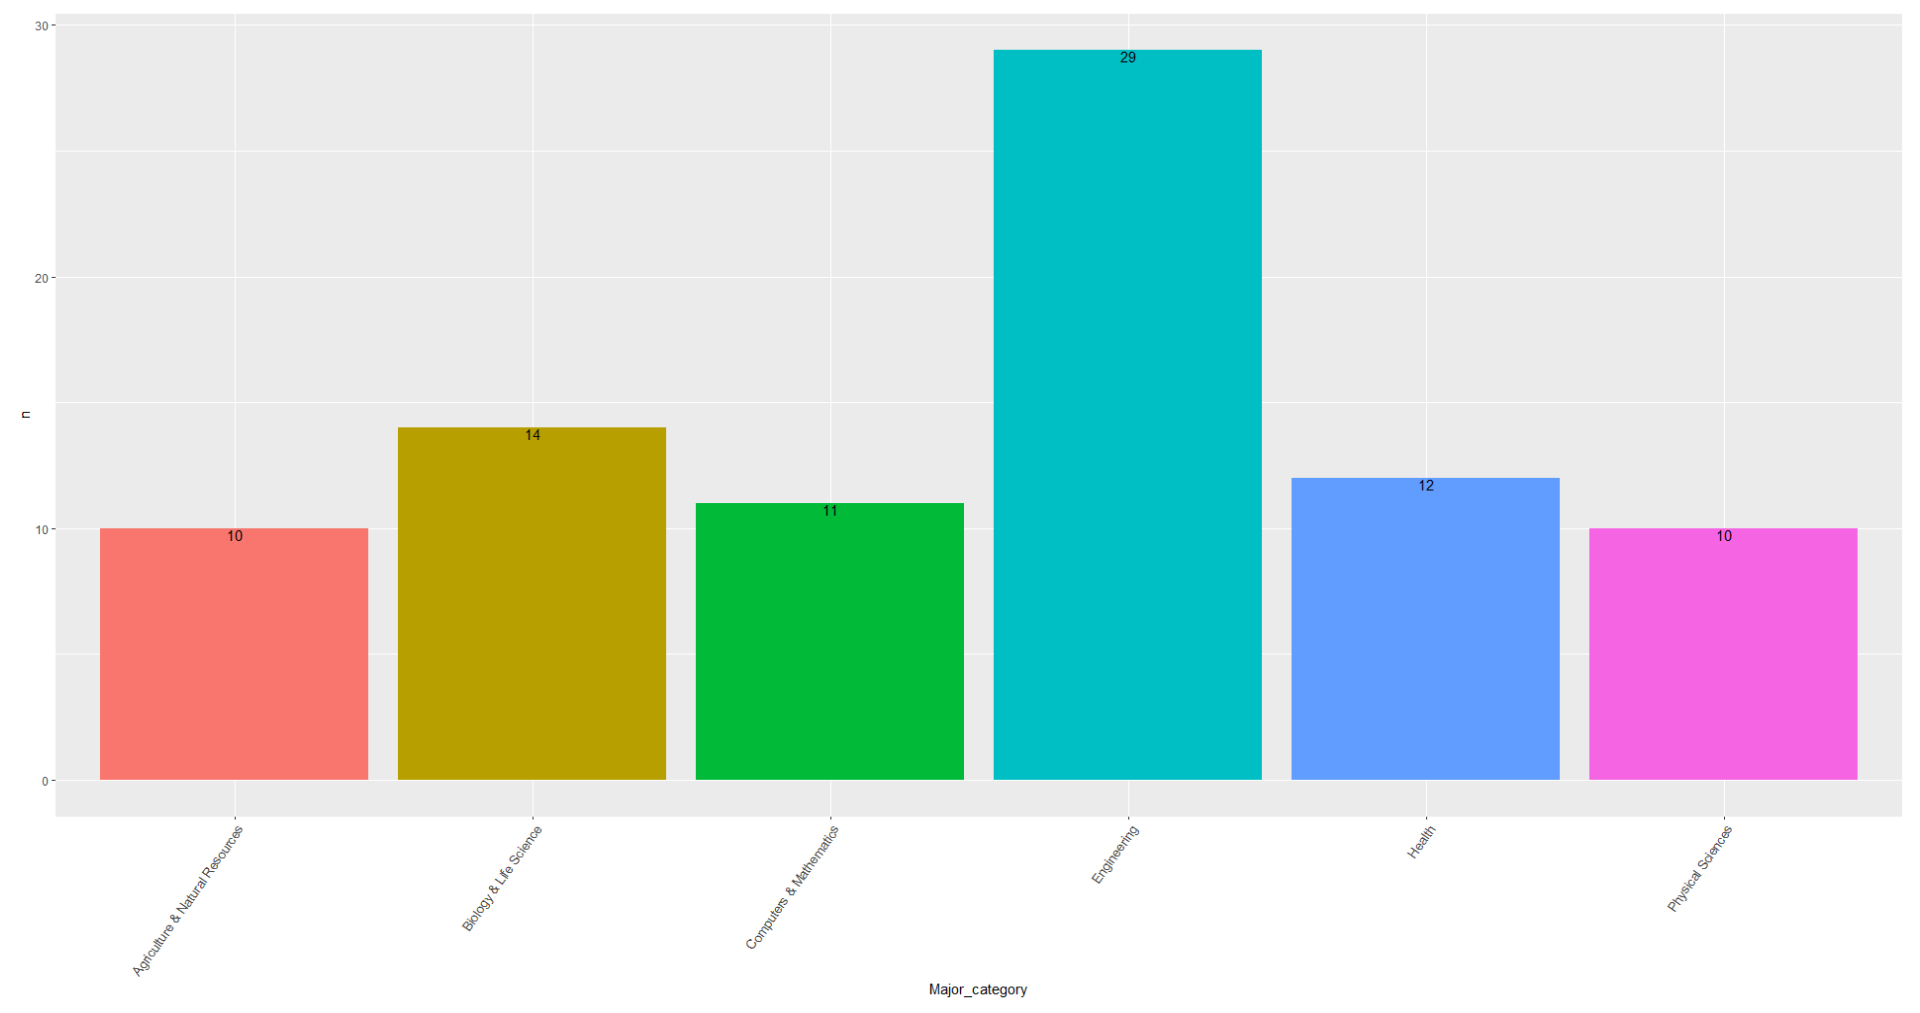 30
20
10
0
n
29
14
12
11
10
10
Agriculture & Natural Resources
Biology & Life Science
Computers & Mathematics
Engineering
Health
Physical Sciences
Major_category